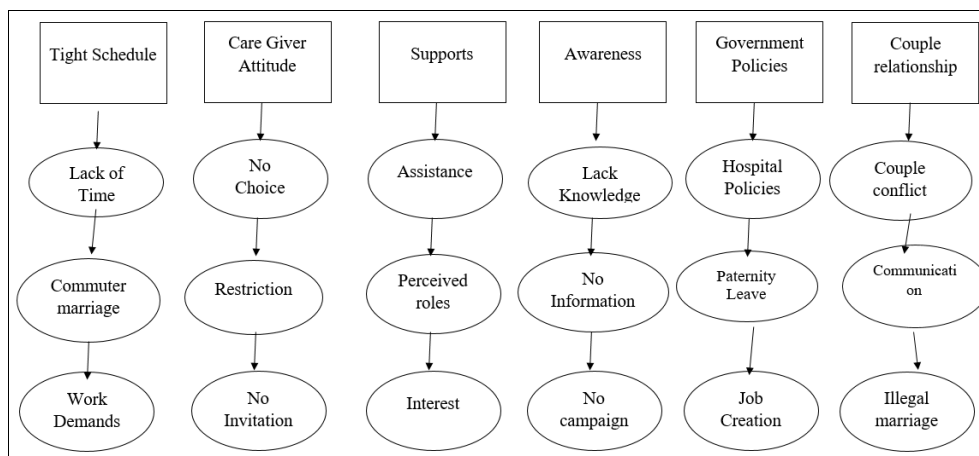 Tight Schedule
Care Giver
Attitude
Supports
Awareness
Government
Policies
Couple
relationship
Lack of
Time
No
Choice
Assistance
Lack
Knowledge
Hospital
Policies
Couple
conflict
Commuter
marriage
Restriction
Perceived
roles
No
Information
Paternity
Leave
Communicati
on
Work
Demands
No
Invitation
Interest
No
campaign
Job
Creation
Illegal
marriage